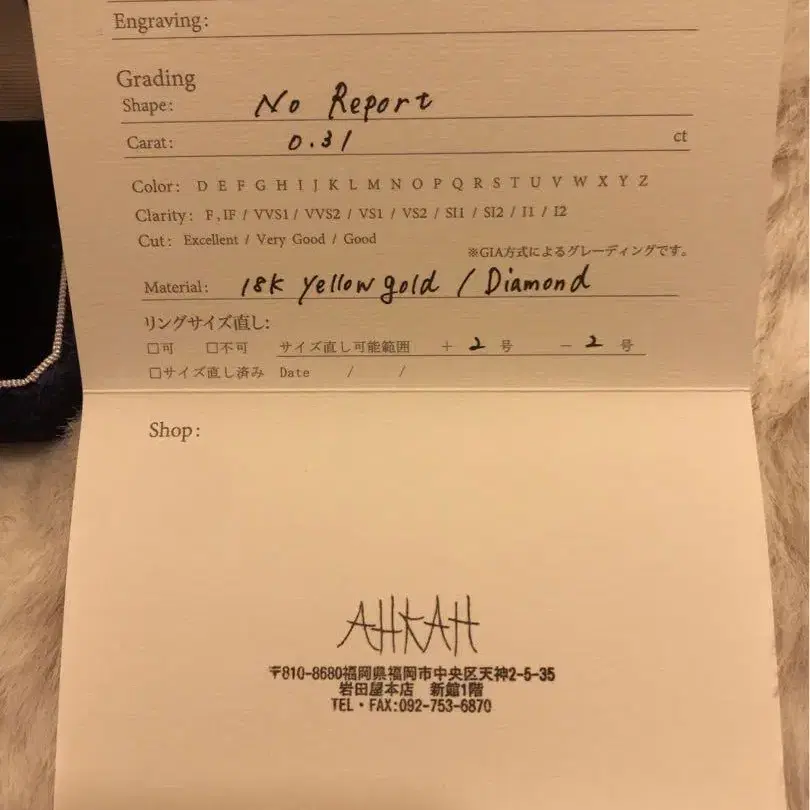 Engraving:
Grading
Shape: No Report
Carat: 0.31 ct
Color: D E F G H I J K L M N O P Q R S T U V W X Y Z
Clarity: F, IF / VVS1 / VVS2 / VS1 / VS2 / SI1 / SI2 / I1 / I2
Cut: Excellent / Very Good / Good
※GIA方式によるグレーディングです。
Material: 18K Yellow gold / Diamond
リングサイズ直し:
□可 □不可 サイズ直し可能範囲 + 2 号 − 2 号
□サイズ直し済み Date / /
Shop:
AHKAH
〒810-8680福岡県福岡市中央区天神2-5-35
岩田屋本店 新館1階
TEL・FAX:092-753-6870